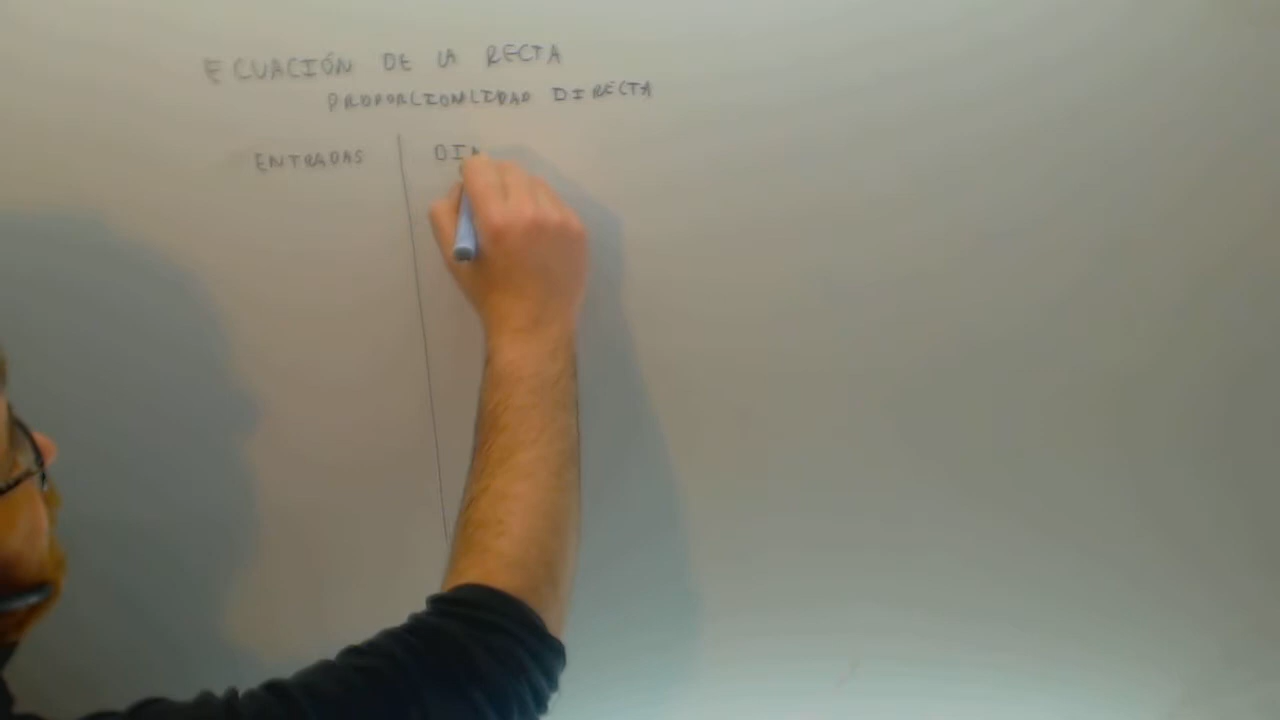 ECUACIÓN DE LA RECTA
PROPORCIONALIDAD DIRECTA
ENTRADAS